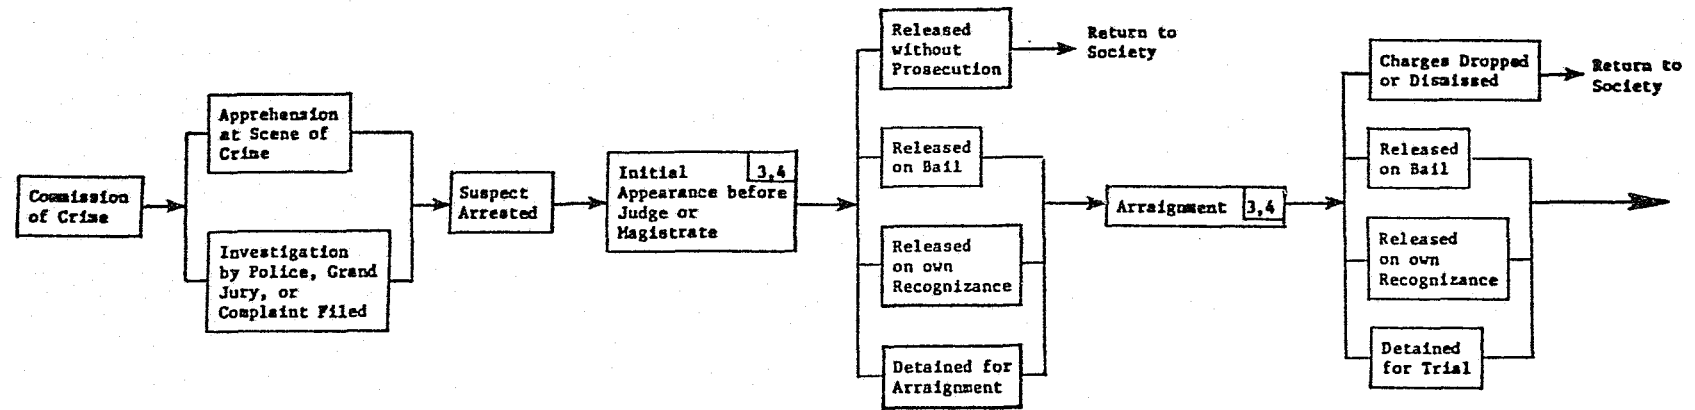 Commission
of Crime
Apprehension
at Scene of
Crime
Investigation
by Police, Grand
Jury, or
Complaint Filed
Suspect
Arrested
Initial 3,4
Appearance before
Judge or
Magistrate
Released
without
Prosecution
Return to
Society
Released
on Bail
Released
on own
Recognizance
Detained for
Arraignment
Arraignment 3,4
Charges Dropped
or Dismissed
Return to
Society
Released
on Bail
Released
on own
Recognizance
Detained
for Trial